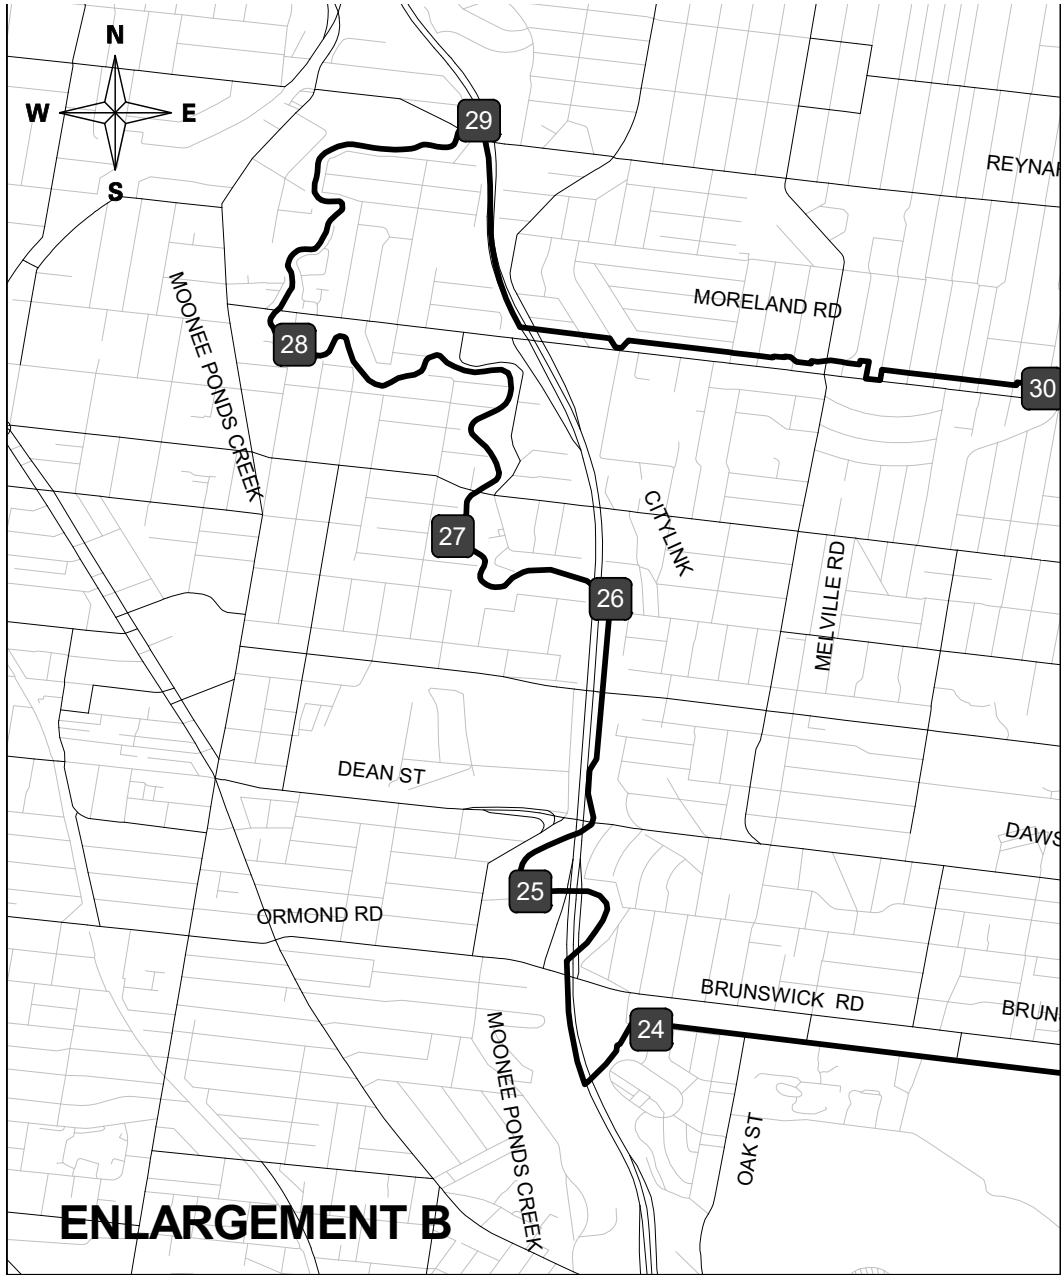 N
W E
S
29
REYNAR
MOONEE PONDS CREEK
MORELAND RD
28
30
CITYLINK
27
MELVILLE RD
26
DEAN ST
DAWS
25
ORMOND RD
BRUNSWICK RD
BRUNS
24
MOONEE PONDS CREEK
OAK ST
ENLARGEMENT B